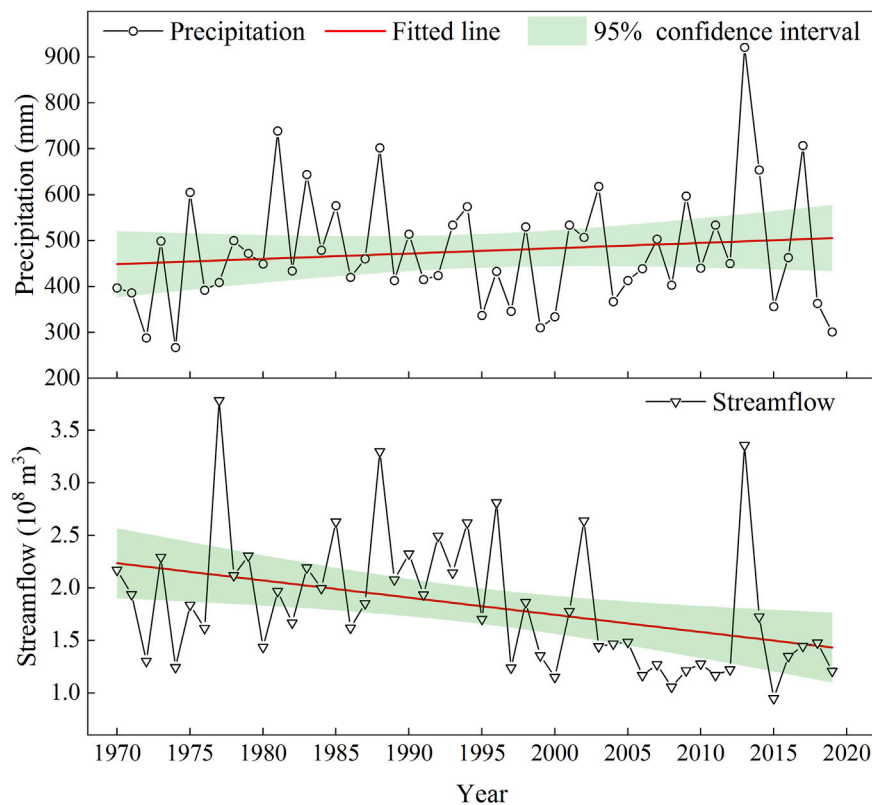 Precipitation Fitted line 95% confidence interval
Precipitation (mm)
900
800
700
600
500
400
300
200
Streamflow
Streamflow (10⁸ m³)
3.5
3.0
2.5
2.0
1.5
1.0
1970 1975 1980 1985 1990 1995 2000 2005 2010 2015 2020
Year